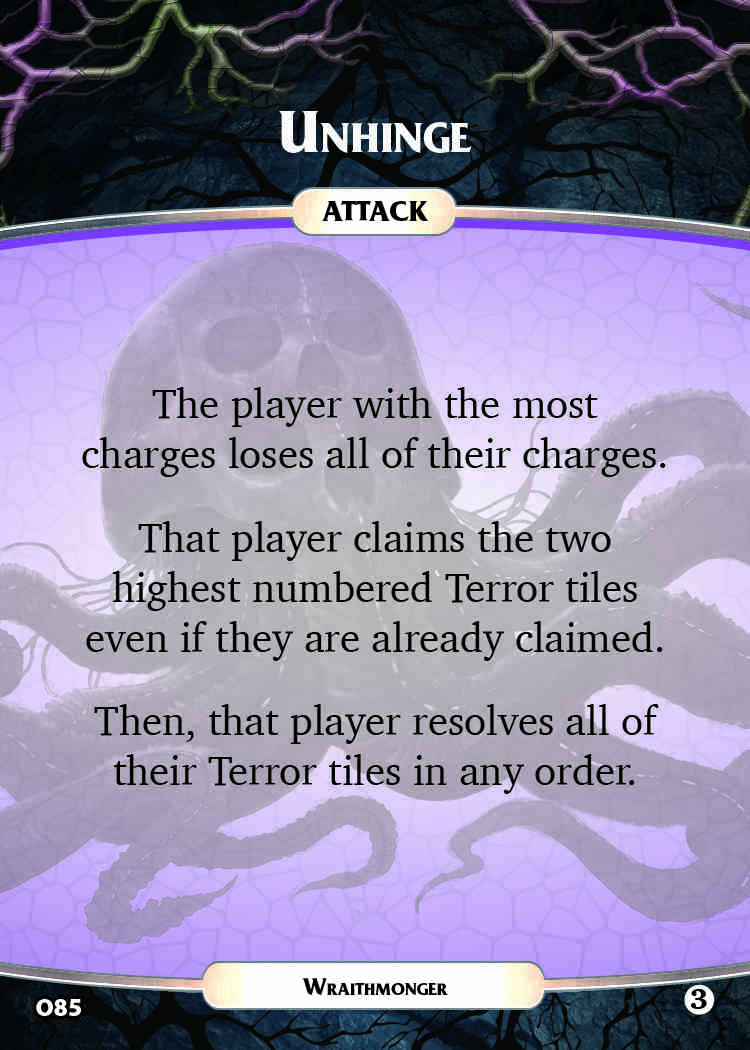 Unhinge
ATTACK
The player with the most
charges loses all of their charges.
That player claims the two
highest numbered Terror tiles
even if they are already claimed.
Then, that player resolves all of
their Terror tiles in any order.
Wraithmonger
O85
3